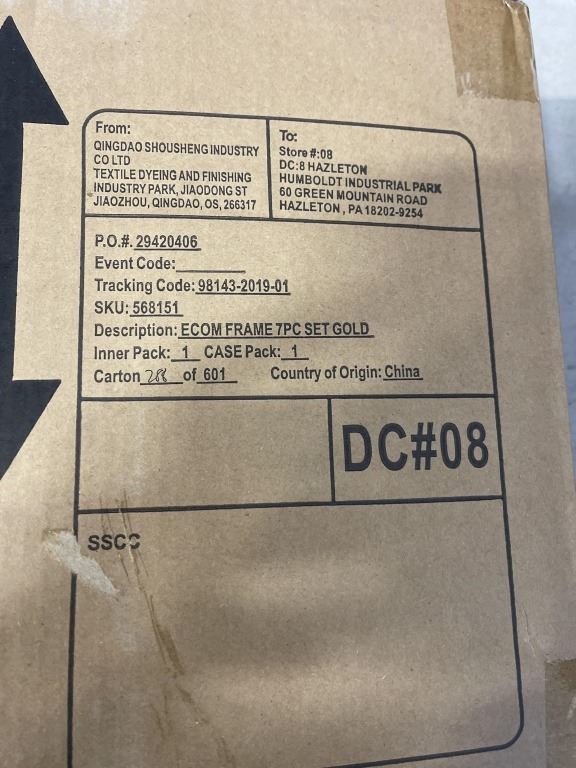 From:
QINGDAO SHOUSHENG INDUSTRY
CO LTD
TEXTILE DYEING AND FINISHING
INDUSTRY PARK, JIAODONG ST
JIAOZHOU, QINGDAO, OS, 266317
To:
Store #:08
DC:8 HAZLETON
HUMBOLDT INDUSTRIAL PARK
60 GREEN MOUNTAIN ROAD
HAZLETON , PA 18202-9254
P.O.#. 29420406
Event Code:
Tracking Code: 98143-2019-01
SKU: 568151
Description: ECOM FRAME 7PC SET GOLD
Inner Pack: 1 CASE Pack: 1
Carton of 601 Country of Origin: China
DC#08
SSCC